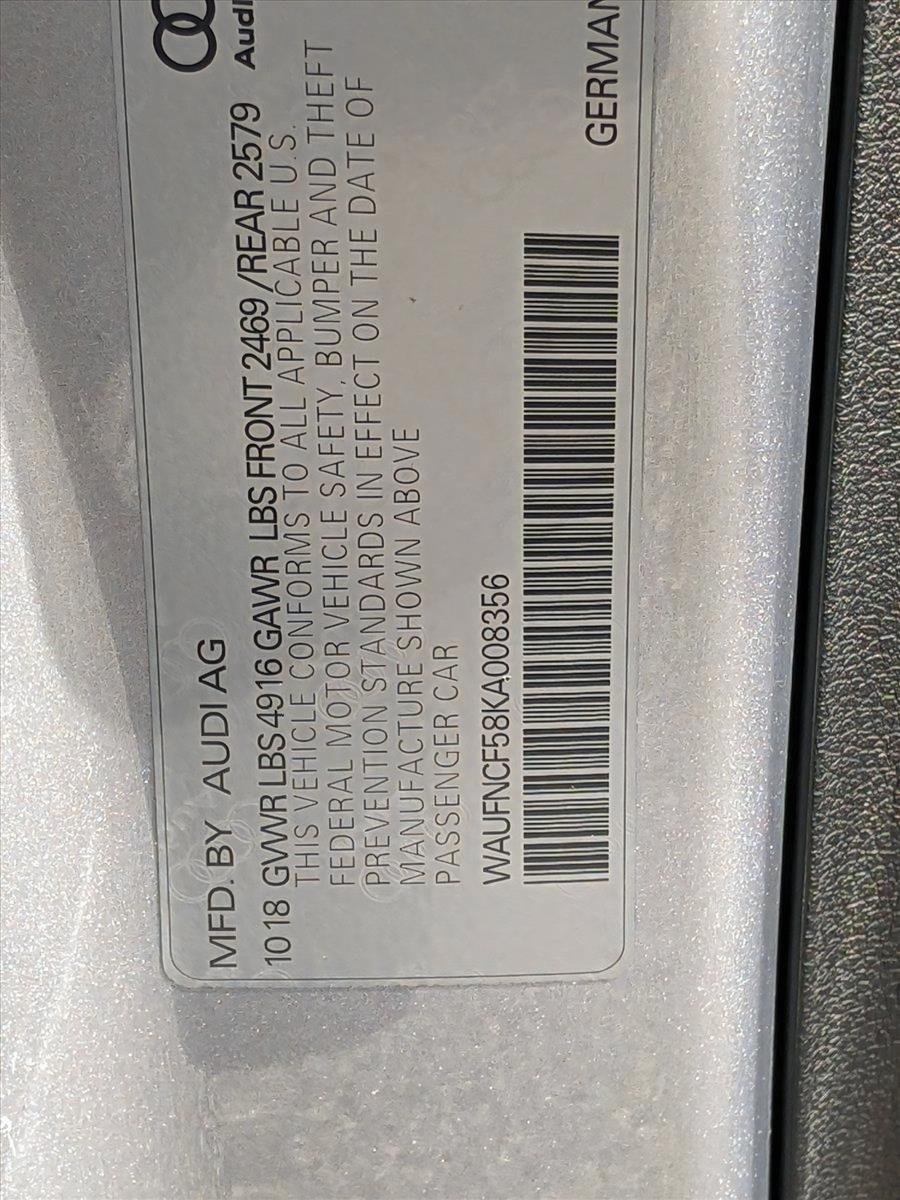 MFD. BY AUDI AG
Audi
1018 GVWR LBS 4916 GAWR LBS FRONT 2469 /REAR 2579
THIS VEHICLE CONFORMS TO ALL APPLICABLE U.S.
FEDERAL MOTOR VEHICLE SAFETY, BUMPER AND THEFT
PREVENTION STANDARDS IN EFFECT ON THE DATE OF
MANUFACTURE SHOWN ABOVE
PASSENGER CAR
WAUFNCF58KA008356
GERMAN